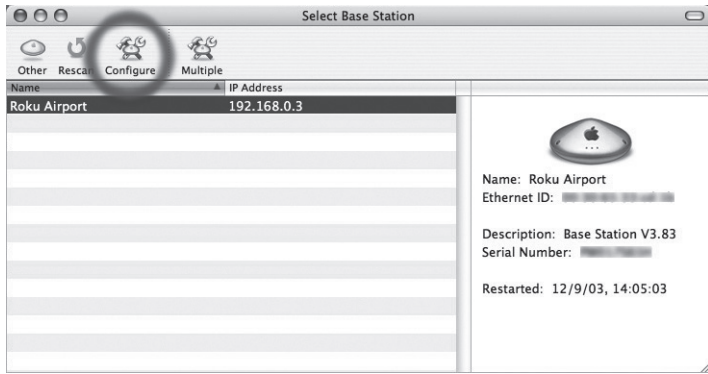 Select Base Station
Other Rescan Configure Multiple
Name IP Address
Roku Airport 192.168.0.3
Name: Roku Airport
Ethernet ID:
Description: Base Station V3.83
Serial Number:
Restarted: 12/9/03, 14:05:03